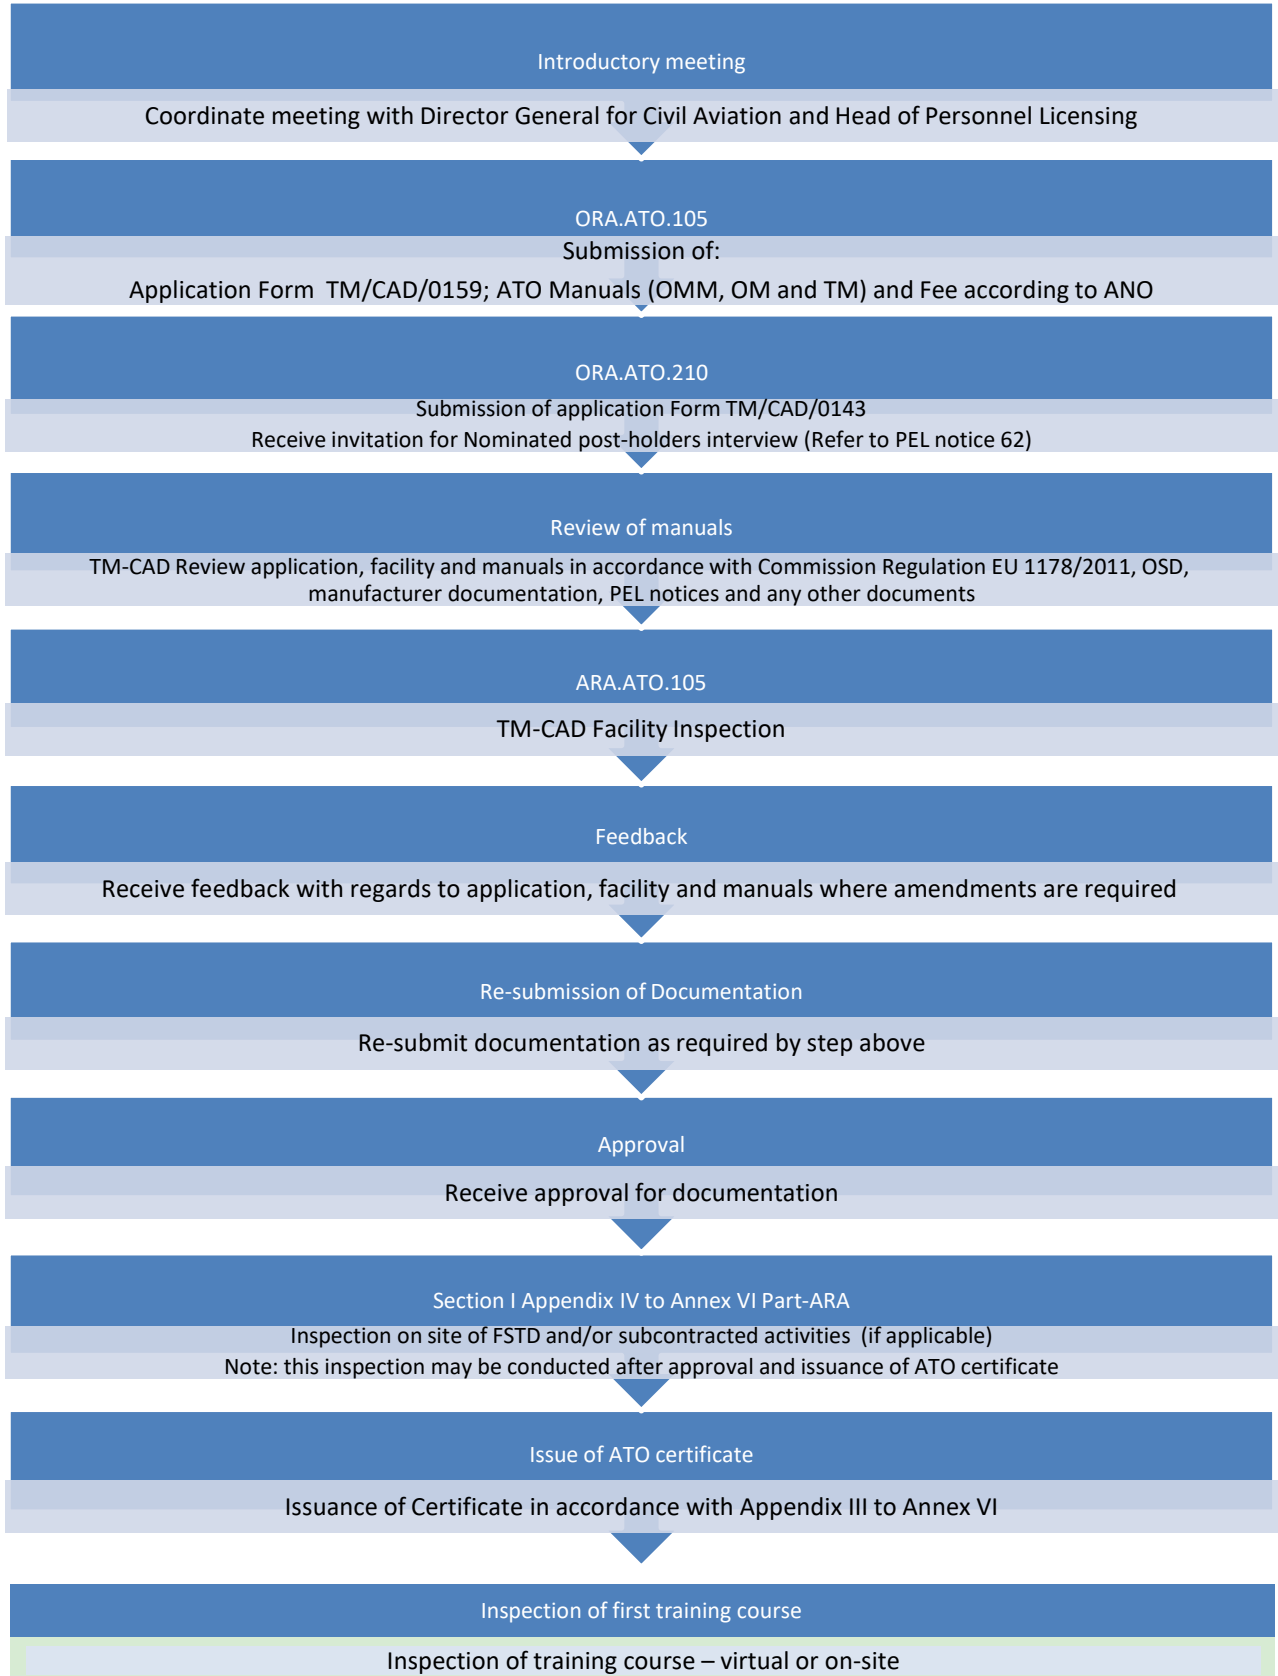 Introductory meeting
Coordinate meeting with Director General for Civil Aviation and Head of Personnel Licensing
ORA.ATO.105
Submission of:
Application Form  TM/CAD/0159; ATO Manuals (OMM, OM and TM) and Fee according to ANO
ORA.ATO.210
Submission of application Form TM/CAD/0143
Receive invitation for Nominated post-holders interview (Refer to PEL notice 62)
Review of manuals
TM-CAD Review application, facility and manuals in accordance with Commission Regulation EU 1178/2011, OSD,
manufacturer documentation, PEL notices and any other documents
ARA.ATO.105
TM-CAD Facility Inspection
Feedback
Receive feedback with regards to application, facility and manuals where amendments are required
Re-submission of Documentation
Re-submit documentation as required by step above
Approval
Receive approval for documentation
Section I Appendix IV to Annex VI Part-ARA
Inspection on site of FSTD and/or subcontracted activities  (if applicable)
Note: this inspection may be conducted after approval and issuance of ATO certificate
Issue of ATO certificate
Issuance of Certificate in accordance with Appendix III to Annex VI
Inspection of first training course
Inspection of training course – virtual or on-site